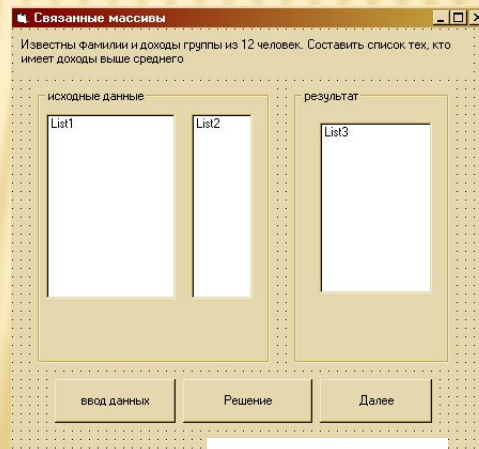 Связанные массивы
Известны фамилии и доходы группы из 12 человек. Составить список тех, кто
имеет доходы выше среднего
исходные данные
результат
List1
List2
List3
ввод данных
Решение
Далее